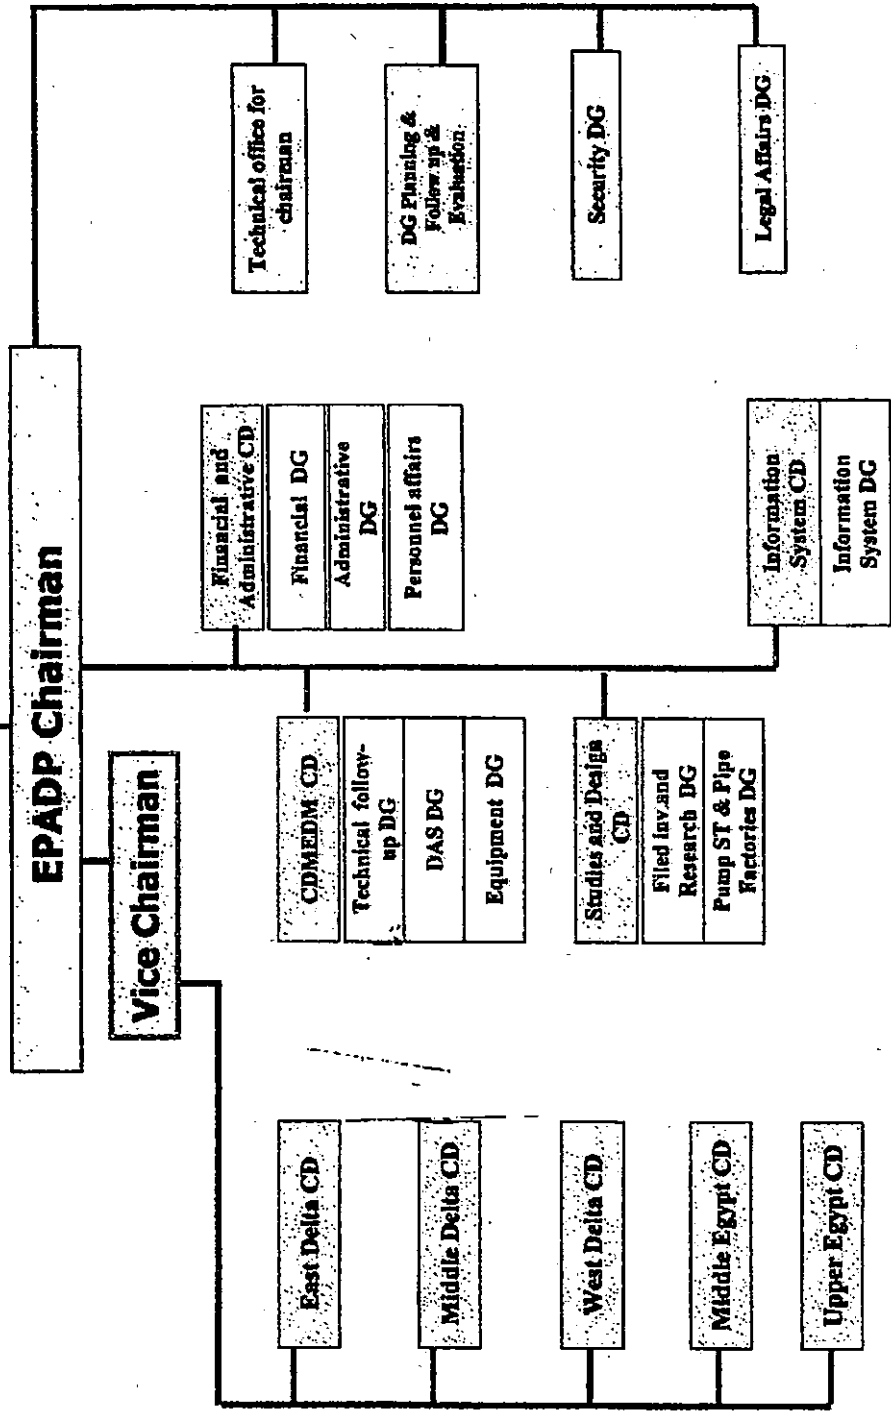 EPADP Chairman
Vice Chairman
East Delta CD
Middle Delta CD
West Delta CD
Middle Egypt CD
Upper Egypt CD
CDMEDM CD
Technical follow-
up DG
DAS DG
Equipment DG
Studies and Design
CD
Filed inv.and
Research DG
Pump ST & Pipe
Factories DG
Financial and
Administrative CD
Financial DG
Administrative
DG
Personnel affairs
DG
Information
System CD
Information
System DG
Technical office for
chairman
DG Planning &
Follow up &
Evaluation
Security DG
Legal Affairs DG